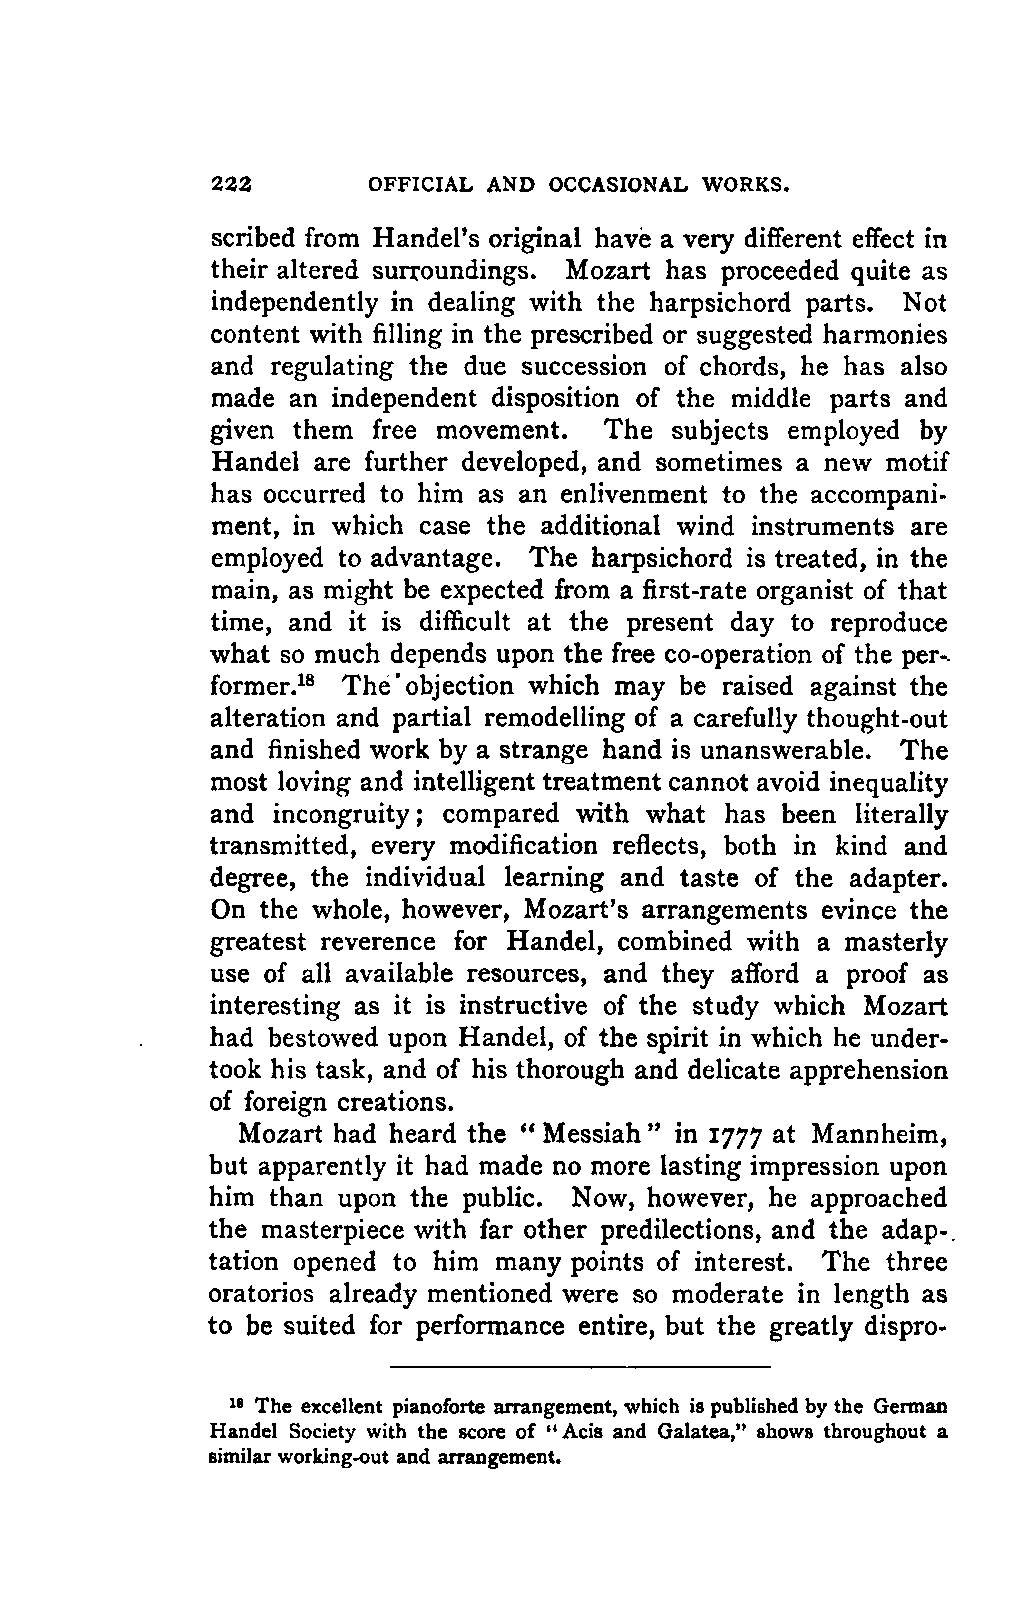 222 OFFICIAL AND OCCASIONAL WORKS.
scribed from Handel's original have a very different effect in
their altered surroundings. Mozart has proceeded quite as
independently in dealing with the harpsichord parts. Not
content with filling in the prescribed or suggested harmonies
and regulating the due succession of chords, he has also
made an independent disposition of the middle parts and
given them free movement. The subjects employed by
Handel are further developed, and sometimes a new motif
has occurred to him as an enlivenment to the accompani-
ment, in which case the additional wind instruments are
employed to advantage. The harpsichord is treated, in the
main, as might be expected from a first-rate organist of that
time, and it is difficult at the present day to reproduce
what so much depends upon the free co-operation of the per-
former.¹⁸ The objection which may be raised against the
alteration and partial remodelling of a carefully thought-out
and finished work by a strange hand is unanswerable. The
most loving and intelligent treatment cannot avoid inequality
and incongruity; compared with what has been literally
transmitted, every modification reflects, both in kind and
degree, the individual learning and taste of the adapter.
On the whole, however, Mozart's arrangements evince the
greatest reverence for Handel, combined with a masterly
use of all available resources, and they afford a proof as
interesting as it is instructive of the study which Mozart
had bestowed upon Handel, of the spirit in which he under-
took his task, and of his thorough and delicate apprehension
of foreign creations.
Mozart had heard the "Messiah" in 1777 at Mannheim,
but apparently it had made no more lasting impression upon
him than upon the public. Now, however, he approached
the masterpiece with far other predilections, and the adap-
tation opened to him many points of interest. The three
oratorios already mentioned were so moderate in length as
to be suited for performance entire, but the greatly dispro-
¹⁸ The excellent pianoforte arrangement, which is published by the German
Handel Society with the score of "Acis and Galatea," shows throughout a
similar working-out and arrangement.